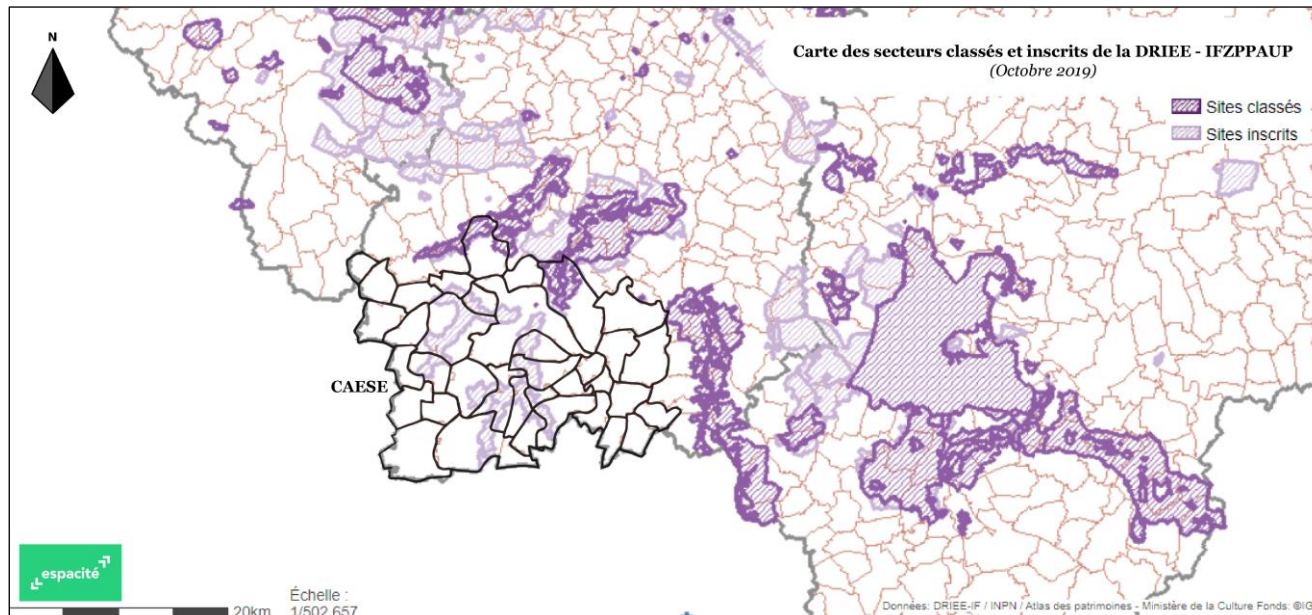 N
Carte des secteurs classés et inscrits de la DRIEE - IFZPPAUP
(Octobre 2019)
Sites classés
Sites inscrits
CAESE
espacité
Échelle :
20km 1/502 657
Données: DRIEE-IF / INPN / Atlas des patrimoines - Ministère de la Culture Fonds: ©IG